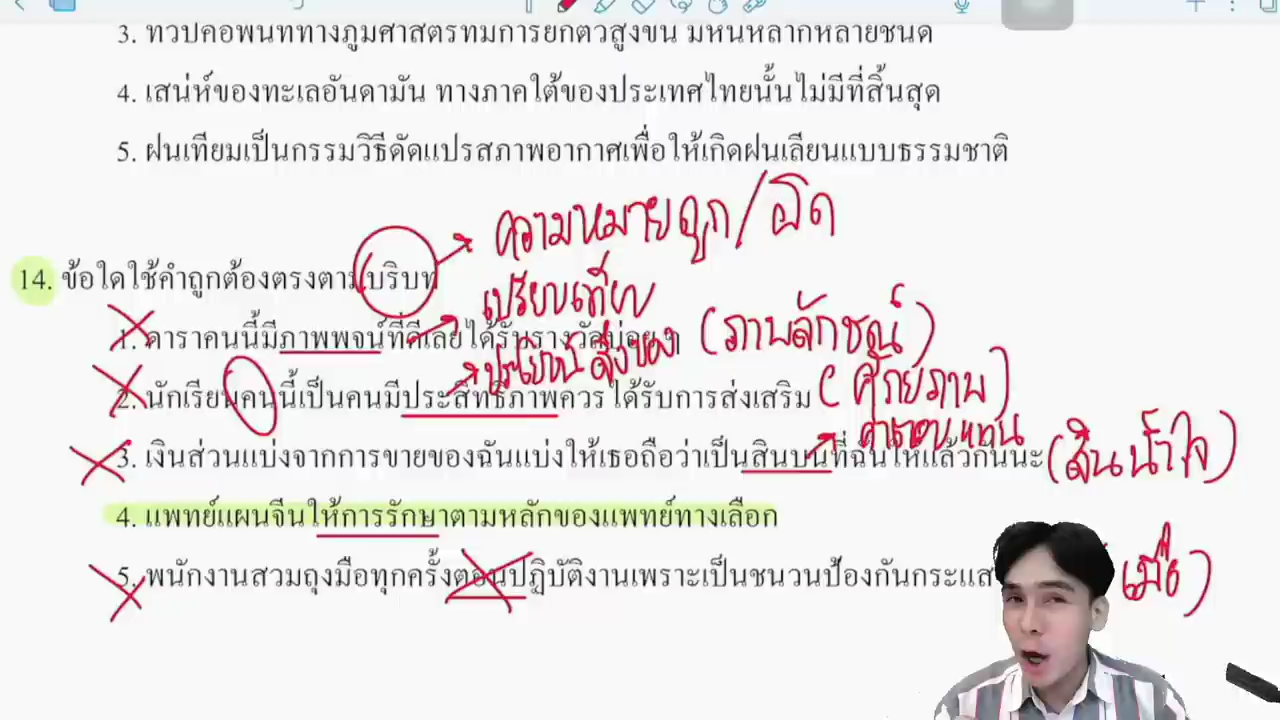 3. ทวีปคือพื้นที่ทางภูมิศาสตร์ที่มีการยกตัวสูงขึ้น มีหินหลากหลายชนิด
4. เสน่ห์ของทะเลอันดามัน ทางภาคใต้ของประเทศไทยนั้นไม่มีที่สิ้นสุด
5. ฝนเทียมเป็นกรรมวิธีดัดแปรสภาพอากาศเพื่อให้เกิดฝนเลียนแบบธรรมชาติ
ความหมายถูก/ผิด
14. ข้อใดใช้คำถูกต้องตรงตามบริบท
เปรียบเทียบ
1. ดาราคนนี้มีภาพพจน์ที่ดีเลยได้รับรางวัลบ่อย ๆ (ภาพลักษณ์)
ประโยชน์ สิ่งของ
2. นักเรียนคนนี้เป็นคนมีประสิทธิภาพควรได้รับการส่งเสริม (ศักยภาพ)
ค่าตอบแทน
3. เงินส่วนแบ่งจากการขายของฉันแบ่งให้เธอถือว่าเป็นสินบนที่ฉันให้แล้วกันนะ (สินน้ำใจ)
4. แพทย์แผนจีนให้การรักษาตามหลักของแพทย์ทางเลือก
5. พนักงานสวมถุงมือทุกครั้งตอนปฏิบัติงานเพราะเป็นชนวนป้องกันกระแส เมื่อ)